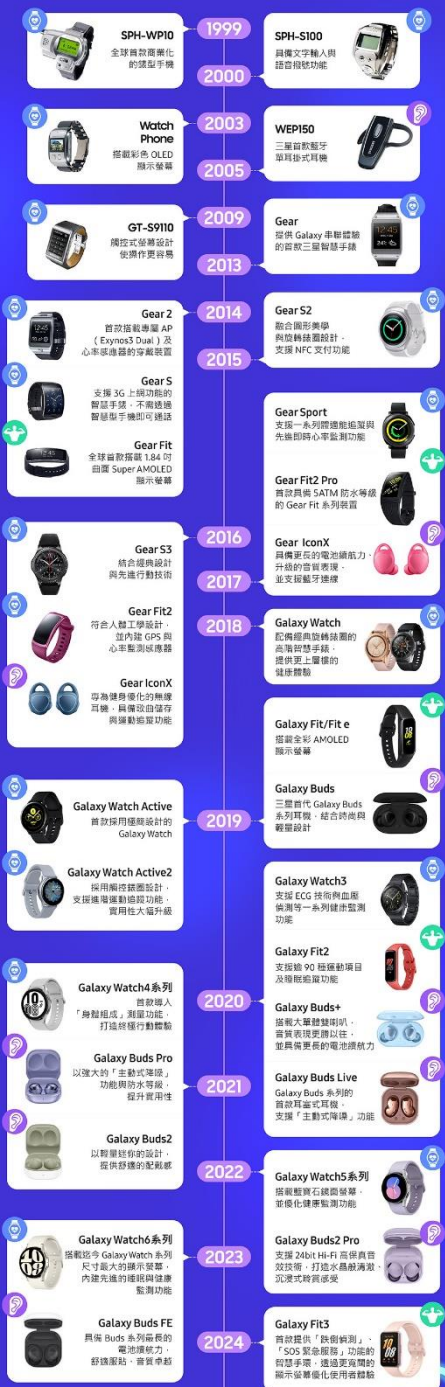 1999
SPH-WP10
全球首款商業化
的錶型手機
2000
SPH-S100
具備文字輸入與
語音撥號功能
2003
Watch
Phone
搭載彩色 OLED
顯示螢幕
2005
WEP150
三星首款藍牙
單耳掛式耳機
2009
GT-S9110
觸控式螢幕設計
使操作更容易
2013
Gear
提供 Galaxy 串聯體驗
的首款三星智慧手錶
2014
Gear 2
首款搭載專屬 AP
（Exynos3 Dual）及
心率感應器的穿戴裝置
Gear S
支援 3G 上網功能的
智慧手錶，不需透過
智慧型手機即可通話
Gear Fit
全球首款搭載 1.84 吋
曲面 Super AMOLED
顯示螢幕
2015
Gear S2
融合圓形美學
與旋轉錶圈設計，
支援 NFC 支付功能
2016
Gear S3
結合經典設計
與先進行動技術
Gear Fit2
符合人體工學設計，
並內建 GPS 與
心率監測感應器
Gear IconX
專為健身優化的無線
耳機，具備歌曲儲存
與運動追蹤功能
2017
Gear Sport
支援一系列體適能追蹤與
先進即時心率監測功能
Gear Fit2 Pro
首款具備 5ATM 防水等級
的 Gear Fit 系列裝置
Gear IconX
具備更長的電池續航力、
升級的音質表現，
並支援藍牙連線
2018
Galaxy Watch
配備經典旋轉錶圈的
高階智慧手錶，
提供更上層樓的
健康體驗
2019
Galaxy Fit/Fit e
搭載全彩 AMOLED
顯示螢幕
Galaxy Buds
三星首代 Galaxy Buds
系列耳機，結合時尚與
輕量設計
Galaxy Watch Active
首款採用極簡設計的
Galaxy Watch
Galaxy Watch Active2
採用觸控錶圈設計，
支援進階運動追蹤功能，
實用性大幅升級
2020
Galaxy Watch3
支援 ECG 技術與血壓
偵測等一系列健康監測
功能
Galaxy Fit2
支援逾 90 種運動項目
及睡眠追蹤功能
Galaxy Buds+
搭載大單體雙喇叭，
音質表現更勝以往，
並具備更長的電池續航力
Galaxy Buds Live
Galaxy Buds 系列的
首款耳塞式耳機，
支援「主動式降噪」功能
2021
Galaxy Watch4系列
首款導入
「身體組成」測量功能，
打造終極行動體驗
Galaxy Buds Pro
以強大的「主動式降噪」
功能與防水等級，
提升實用性
Galaxy Buds2
以輕量迷你的設計，
提供舒適的配戴感
2022
Galaxy Watch5系列
搭載藍寶石鏡面螢幕，
並優化健康監測功能
Galaxy Buds2 Pro
支援 24bit Hi-Fi 高保真音
效技術，打造水晶般清澈、
沉浸式聆賞感受
2023
Galaxy Watch6系列
搭載迄今 Galaxy Watch 系列
尺寸最大的顯示螢幕，
內建先進的睡眠與健康
監測功能
Galaxy Buds FE
具備 Buds 系列最長的
電池續航力，
舒適服貼，音質卓越
2024
Galaxy Fit3
首款提供「跌倒偵測」、
「SOS 緊急服務」功能的
智慧手環，透過更寬闊的
顯示螢幕優化使用者體驗